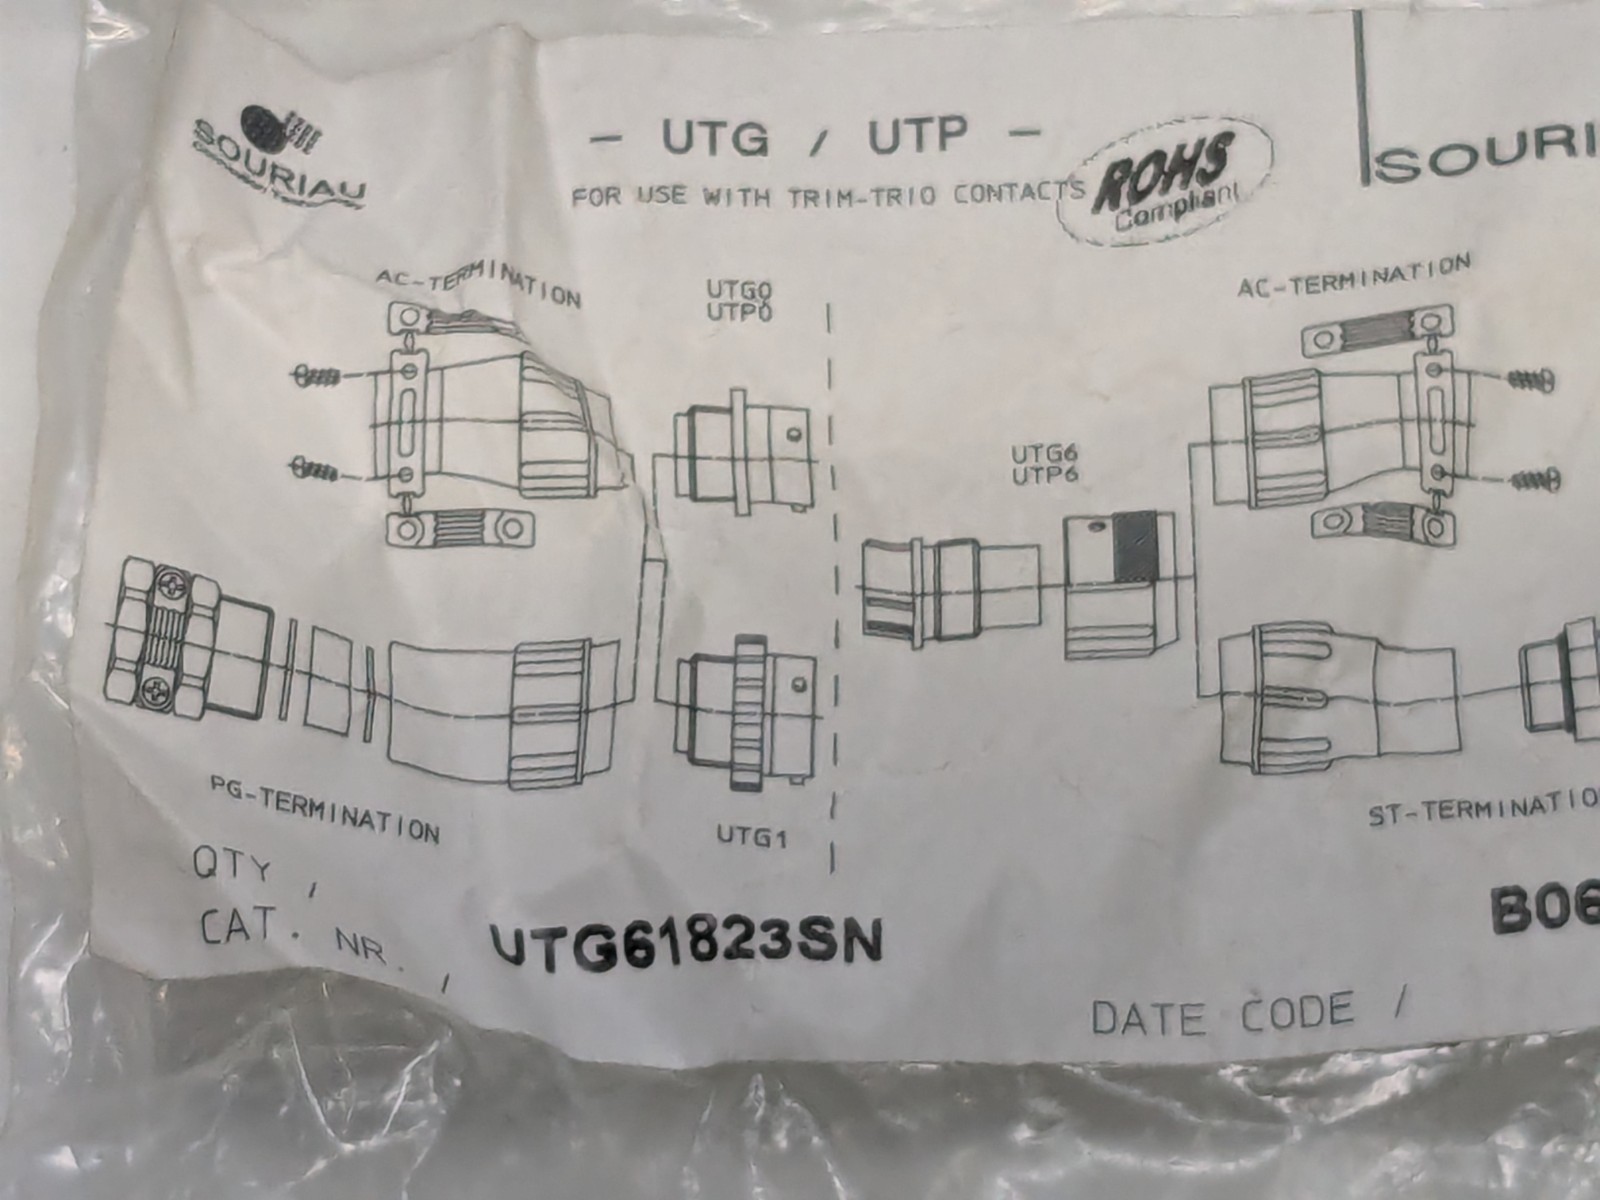 SOURIAU
- UTG / UTP -
FOR USE WITH TRIM-TRIO CONTACTS
ROHS
Compliant
SOURI
AC-TERMINATION
UTG0
UTP0
AC-TERMINATION
UTG6
UTP6
PG-TERMINATION
UTG1
ST-TERMINATIO
QTY /
CAT. NR. /
UTG61823SN
B06
DATE CODE /